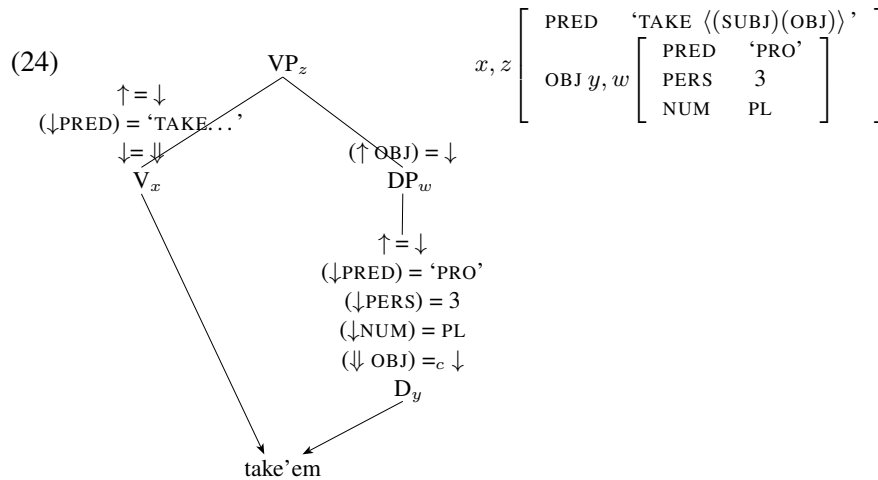 (24)
VP_z
x, z [ PRED ‘TAKE ⟨(SUBJ)(OBJ)⟩’
OBJ y, w [ PRED ‘PRO’
PERS 3
NUM PL ] ]
↑ = ↓
(↓PRED) = ‘TAKE...’
↓= ⇓
V_x
(↑ OBJ) = ↓
DP_w
↑ = ↓
(↓PRED) = ‘PRO’
(↓PERS) = 3
(↓NUM) = PL
(⇓ OBJ) =_c ↓
D_y
take’em